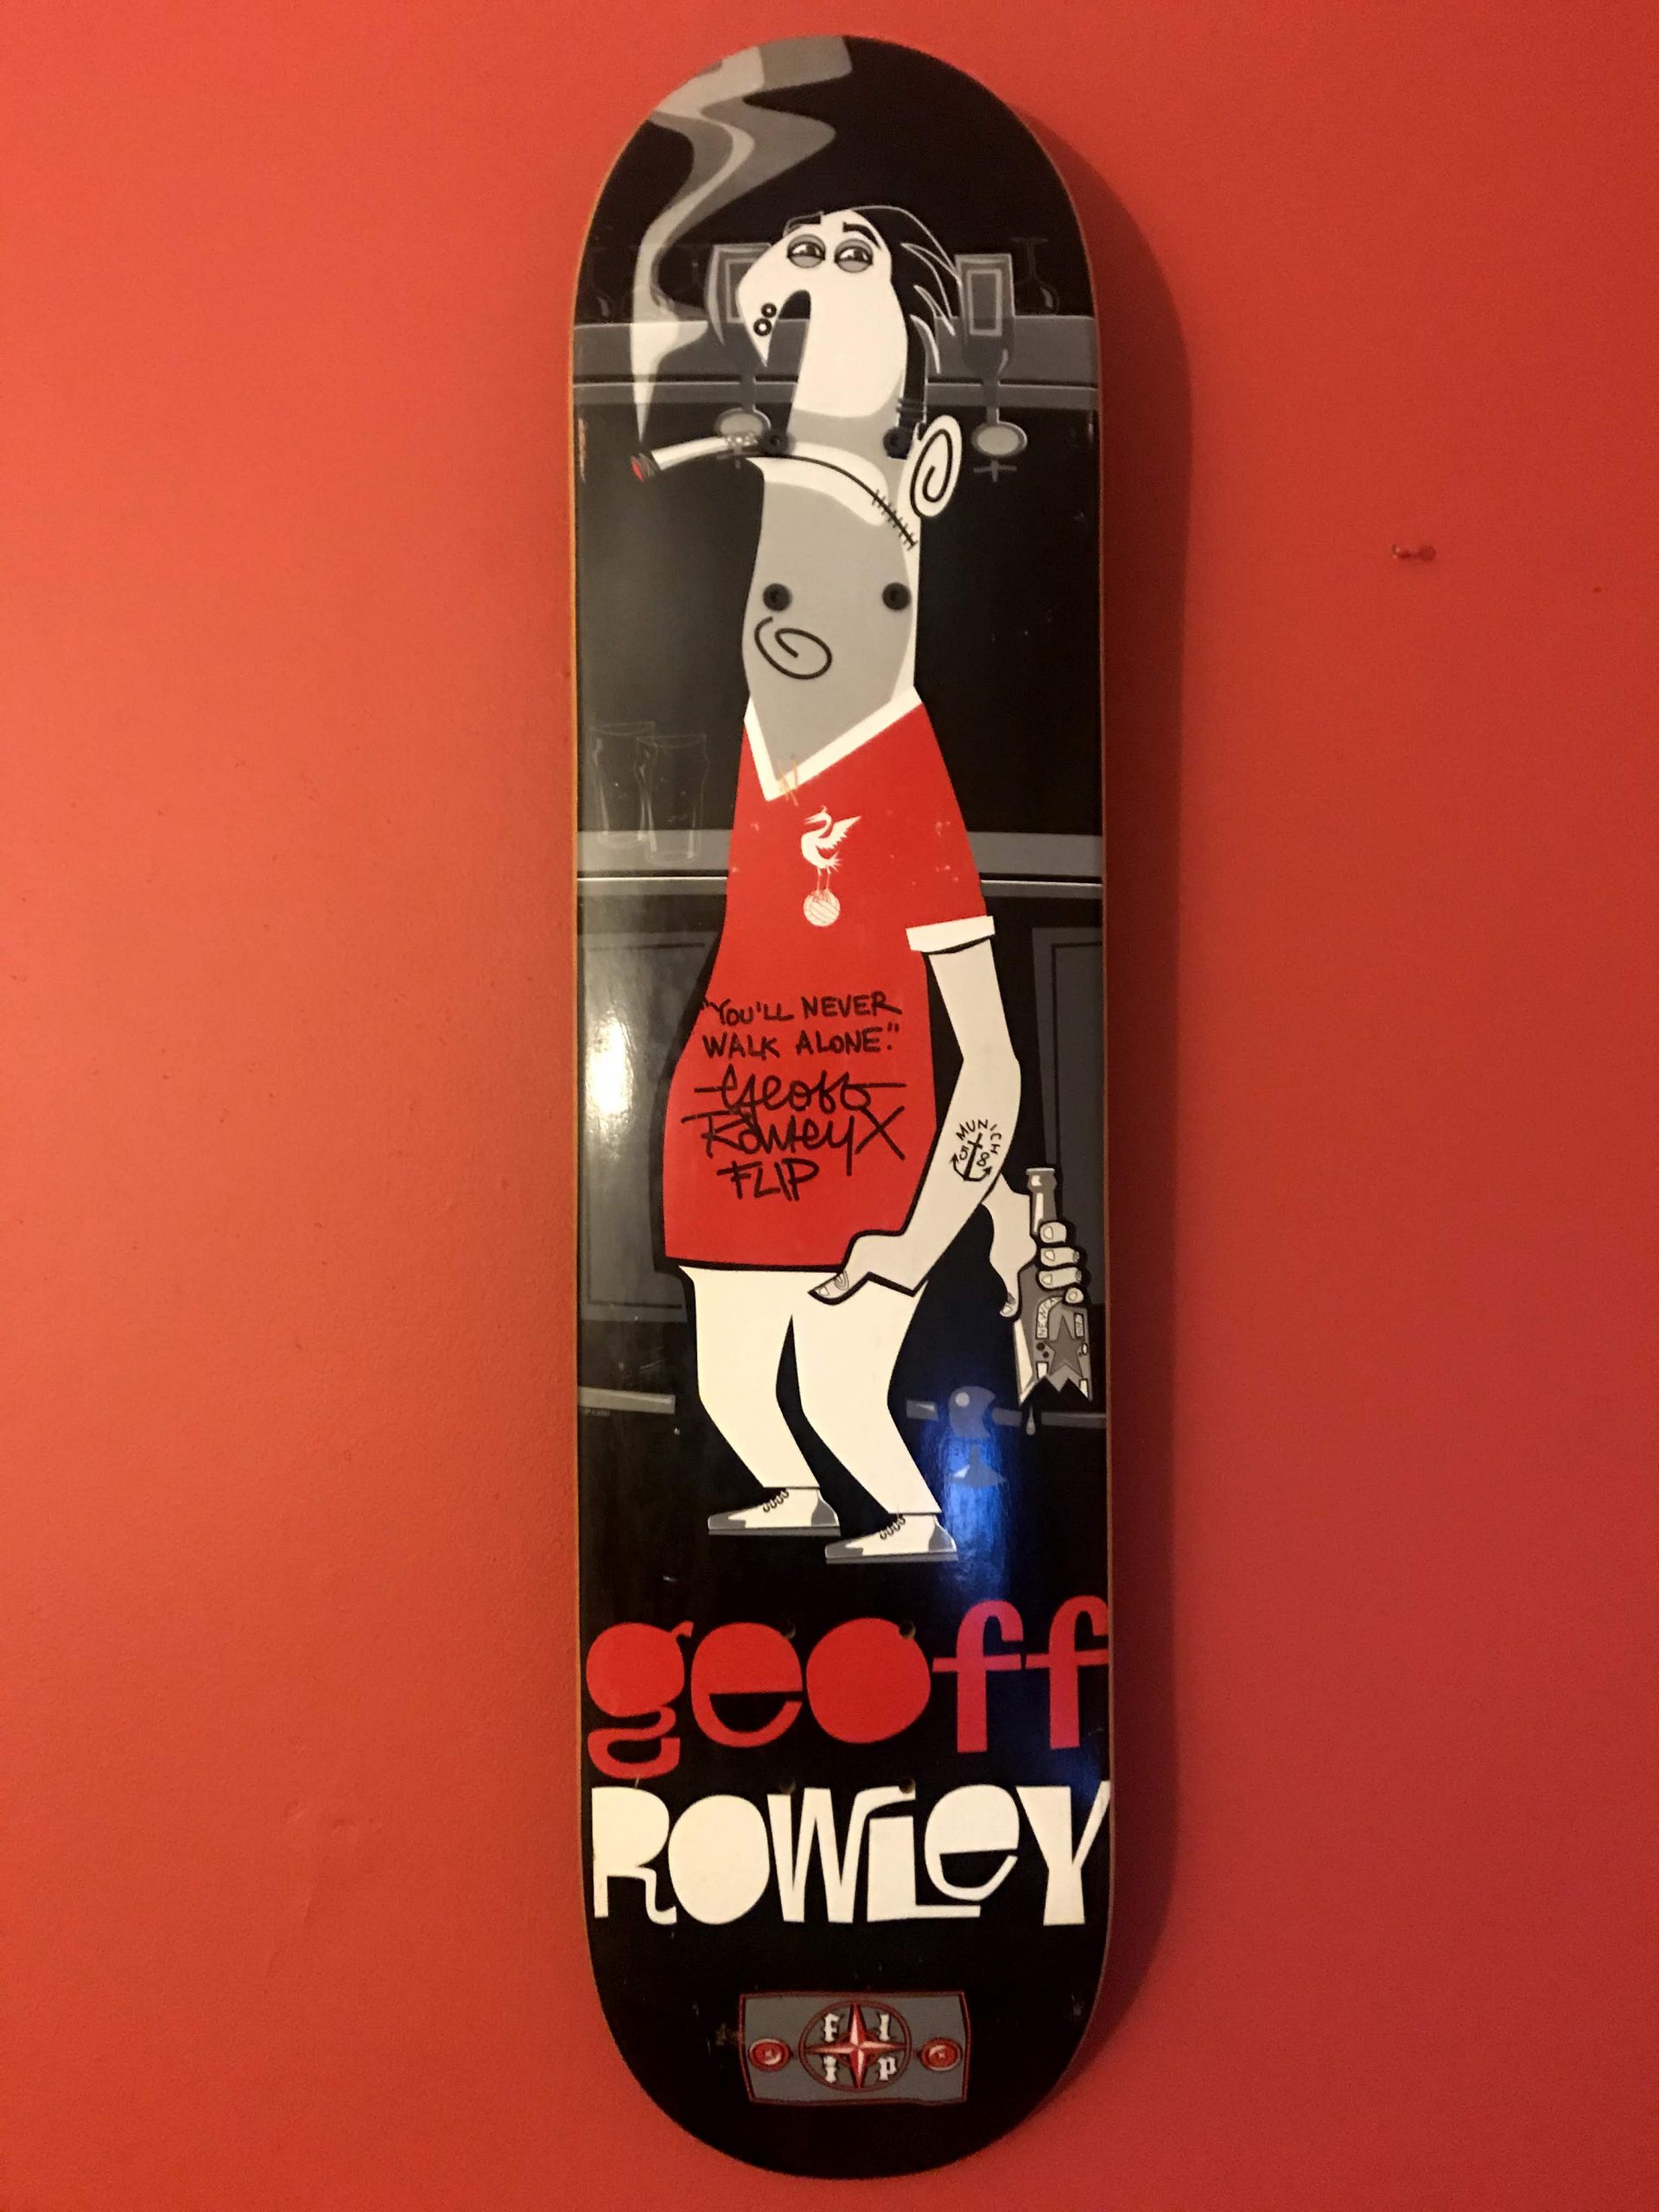 "YOU'LL NEVER
WALK ALONE."
Geoff
Rowley X
FLIP
MUNICH
58
geoff
ROWLeY
FLIP